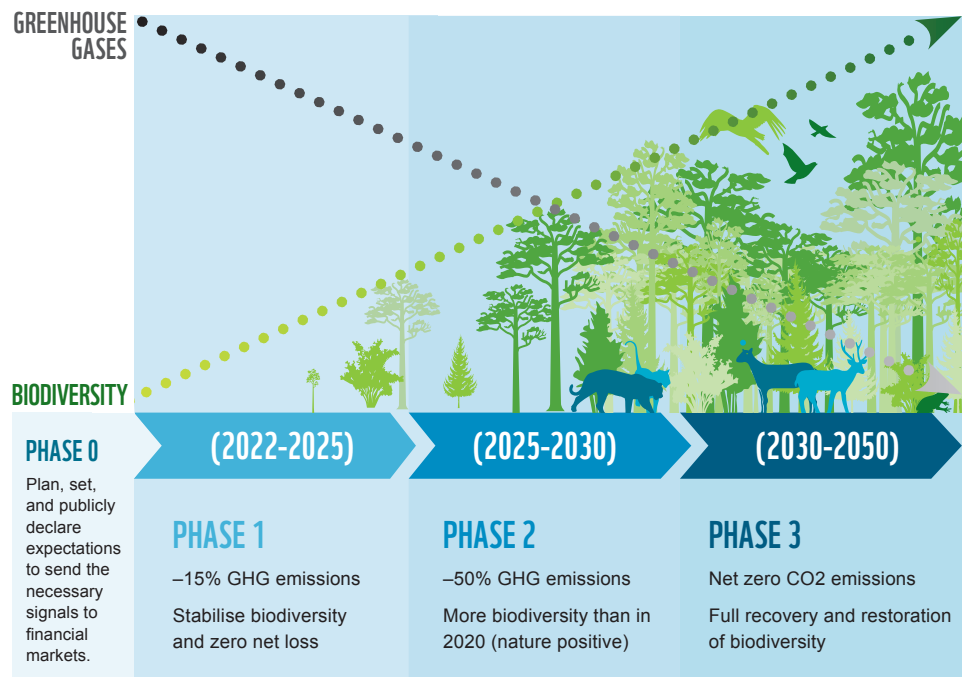 GREENHOUSE
GASES
BIODIVERSITY
PHASE 0
Plan, set,
and publicly
declare
expectations
to send the
necessary
signals to
financial
markets.
(2022-2025)
PHASE 1
–15% GHG emissions
Stabilise biodiversity
and zero net loss
(2025-2030)
PHASE 2
–50% GHG emissions
More biodiversity than in
2020 (nature positive)
(2030-2050)
PHASE 3
Net zero CO2 emissions
Full recovery and restoration
of biodiversity